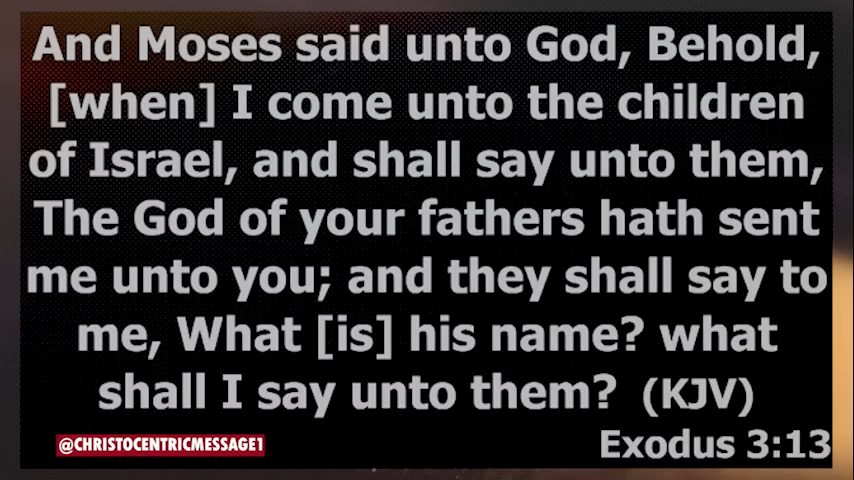 And Moses said unto God, Behold,
[when] I come unto the children
of Israel, and shall say unto them,
The God of your fathers hath sent
me unto you; and they shall say to
me, What [is] his name? what
shall I say unto them? (KJV)
@CHRISTOCENTRICMESSAGE1
Exodus 3:13